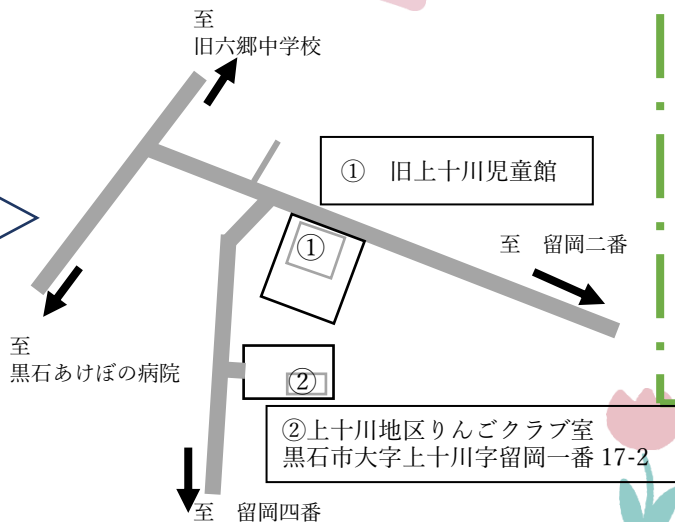 至
旧六郷中学校
① 旧上十川児童館
①
至 留岡二番
至
黒石あけぼの病院
②
②上十川地区りんごクラブ室
黒石市大字上十川字留岡一番 17-2
至 留岡四番